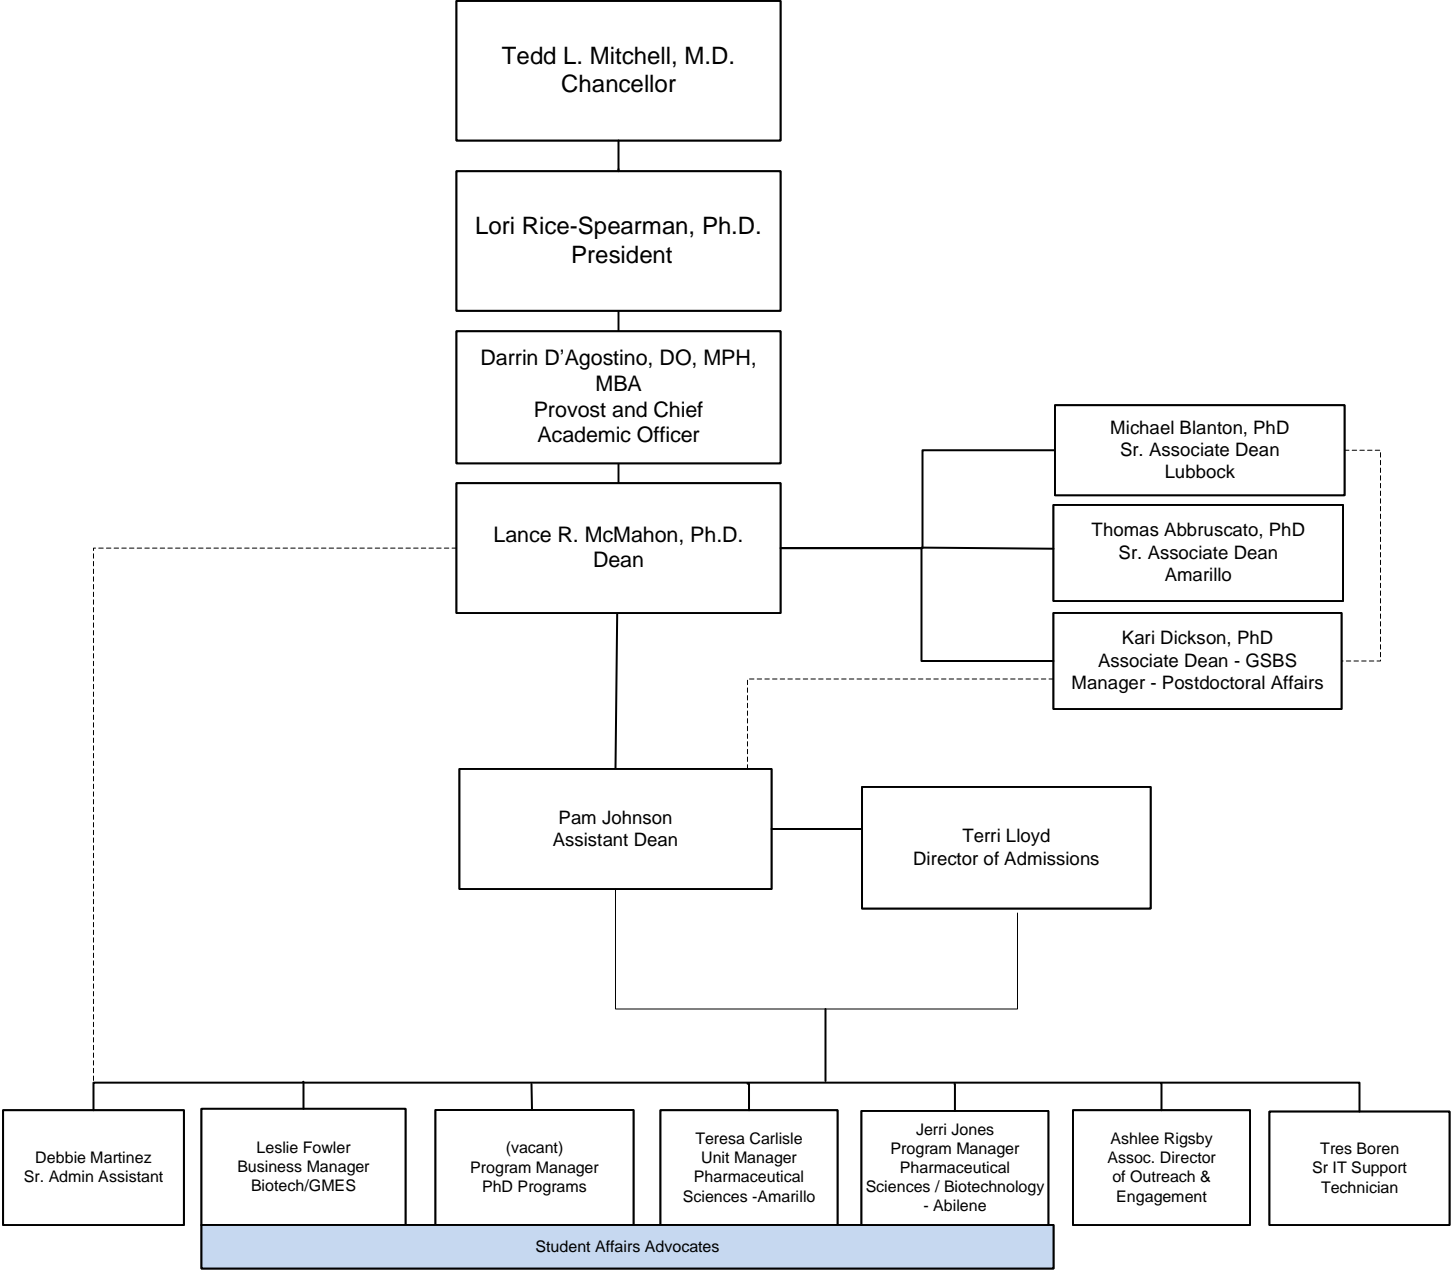 Tedd L. Mitchell, M.D.
Chancellor
Lori Rice-Spearman, Ph.D.
President
Darrin D’Agostino, DO, MPH,
MBA
Provost and Chief
Academic Officer
Michael Blanton, PhD
Sr. Associate Dean
Lubbock
Lance R. McMahon, Ph.D.
Dean
Thomas Abbruscato, PhD
Sr. Associate Dean
Amarillo
Kari Dickson, PhD
Associate Dean - GSBS
Manager - Postdoctoral Affairs
Pam Johnson
Assistant Dean
Terri Lloyd
Director of Admissions
Debbie Martinez
Sr. Admin Assistant
Leslie Fowler
Business Manager
Biotech/GMES
(vacant)
Program Manager
PhD Programs
Teresa Carlisle
Unit Manager
Pharmaceutical
Sciences -Amarillo
Jerri Jones
Program Manager
Pharmaceutical
Sciences / Biotechnology
- Abilene
Ashlee Rigsby
Assoc. Director
of Outreach &
Engagement
Tres Boren
Sr IT Support
Technician
Student Affairs Advocates